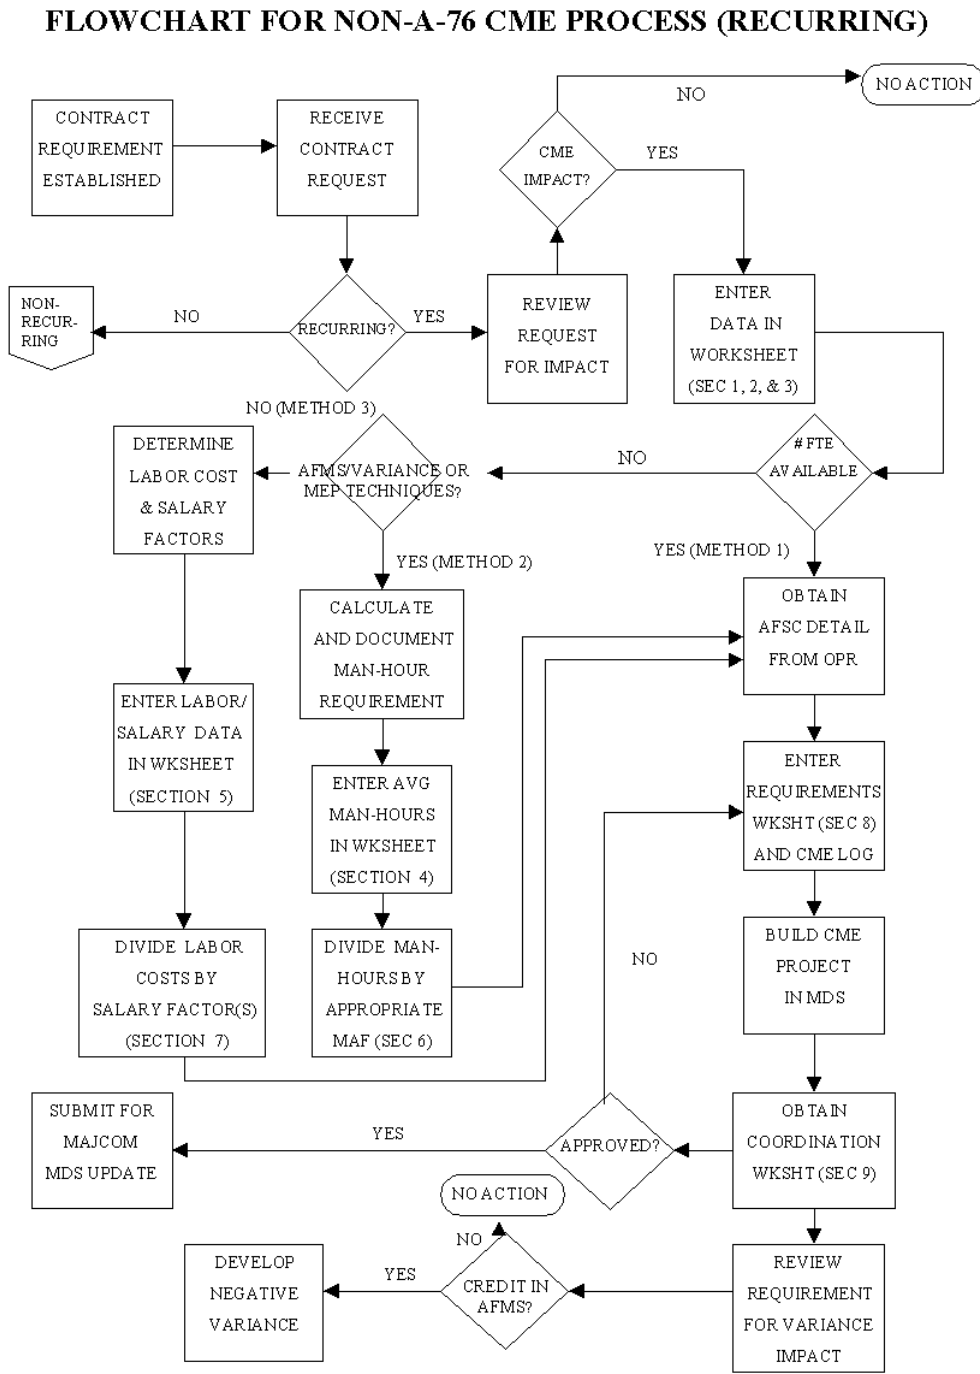 FLOWCHART FOR NON-A-76 CME PROCESS (RECURRING)
NO ACTION
NO
CONTRACT
REQUIREMENT
ESTABLISHED
RECEIVE
CONTRACT
REQUEST
CME
IMPACT?
YES
NON-
RECUR-
RING
NO
RECURRING?
YES
REVIEW
REQUEST
FOR IMPACT
ENTER
DATA IN
WORKSHEET
(SEC 1, 2, & 3)
NO (METHOD 3)
DETERMINE
LABOR COST
& SALARY
FACTORS
AFMS/VARIANCE OR
MEP TECHNIQUES?
NO
# FTE
AVAILABLE
YES (METHOD 2)
YES (METHOD 1)
CALCULATE
AND DOCUMENT
MAN-HOUR
REQUIREMENT
OBTAIN
AFSC DETAIL
FROM OPR
ENTER LABOR/
SALARY DATA
IN WKSHEET
(SECTION 5)
ENTER AVG
MAN-HOURS
IN WKSHEET
(SECTION 4)
ENTER
REQUIREMENTS
WKSHT (SEC 8)
AND CME LOG
DIVIDE LABOR
COSTS BY
SALARY FACTOR(S)
(SECTION 7)
DIVIDE MAN-
HOURS BY
APPROPRIATE
MAF (SEC 6)
NO
BUILD CME
PROJECT
IN MDS
SUBMIT FOR
MAJCOM
MDS UPDATE
YES
APPROVED?
OBTAIN
COORDINATION
WKSHT (SEC 9)
NO ACTION
NO
DEVELOP
NEGATIVE
VARIANCE
YES
CREDIT IN
AFMS?
REVIEW
REQUIREMENT
FOR VARIANCE
IMPACT